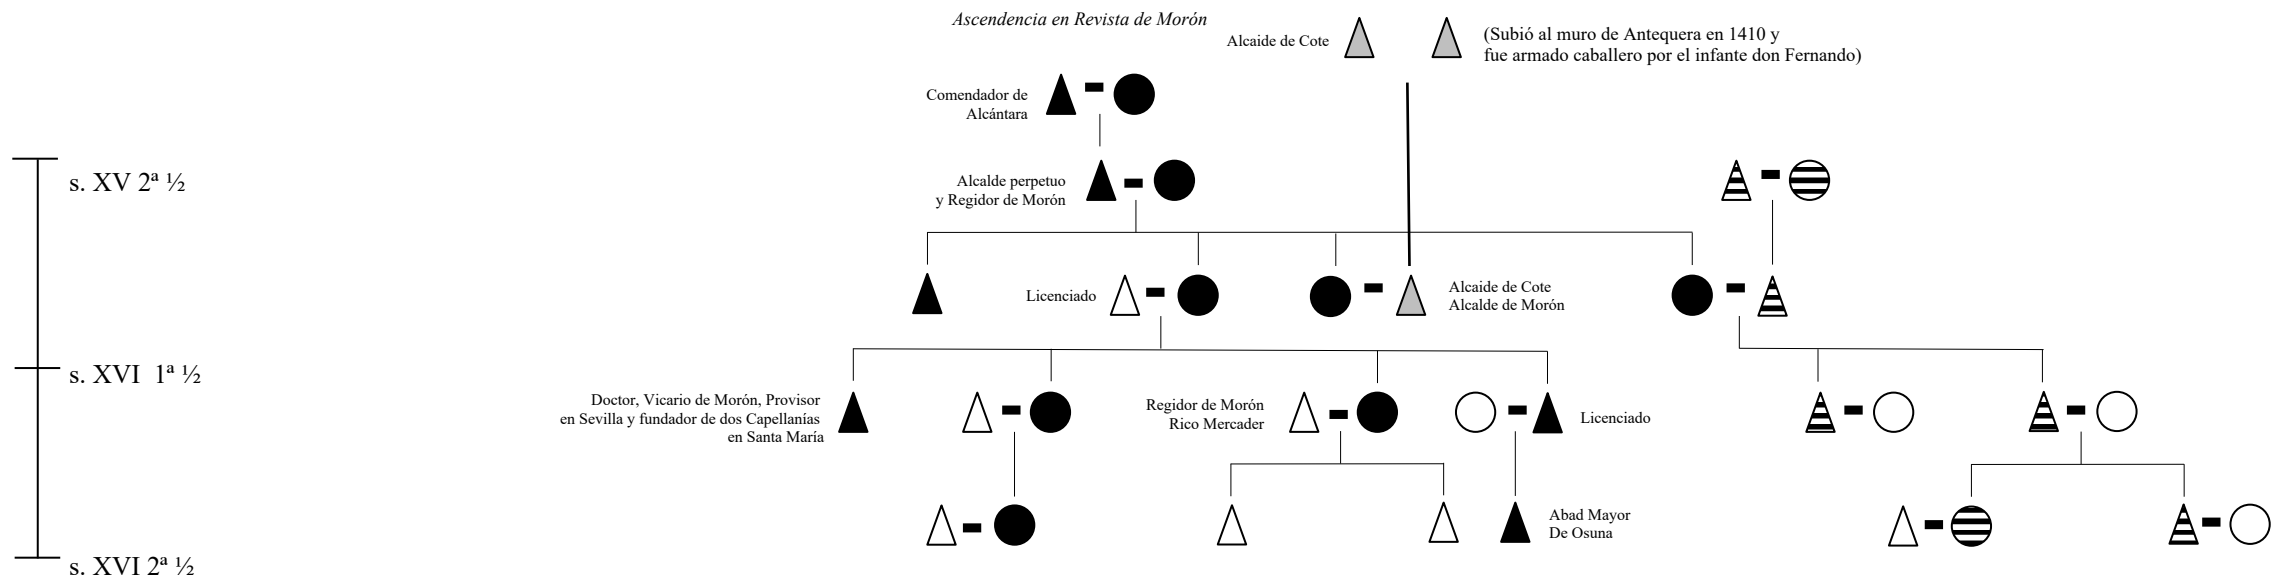 Ascendencia en Revista de Morón
Alcaide de Cote
(Subió al muro de Antequera en 1410 y
fue armado caballero por el infante don Fernando)
Comendador de
Alcántara
s. XV 2ª ½
Alcalde perpetuo
y Regidor de Morón
Licenciado
Alcaide de Cote
Alcalde de Morón
s. XVI 1ª ½
Doctor, Vicario de Morón, Provisor
en Sevilla y fundador de dos Capellanías
en Santa María
Regidor de Morón
Rico Mercader
Licenciado
Abad Mayor
De Osuna
s. XVI 2ª ½